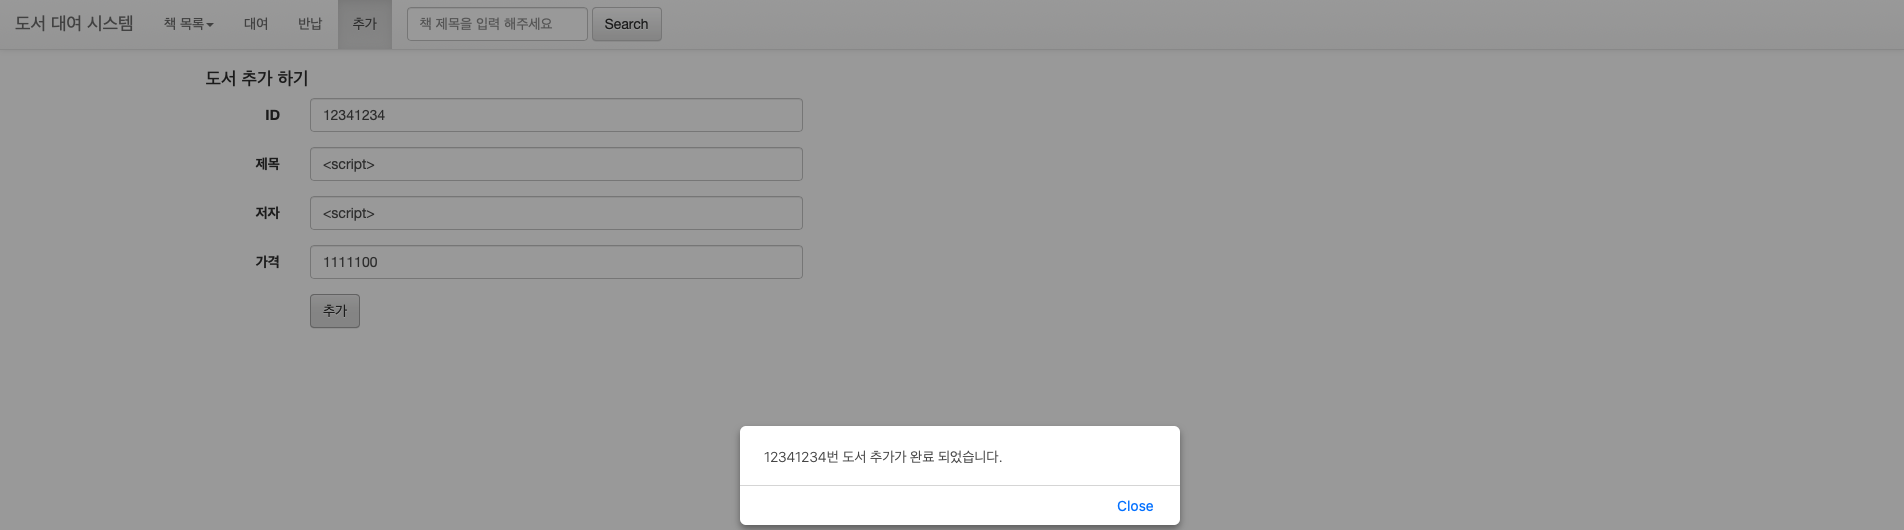 도서 대여 시스템 책 목록 대여 반납 추가 책 제목을 입력 해주세요 Search
도서 추가 하기
ID 12341234
제목 <script>
저자 <script>
가격 1111100
추가
12341234번 도서 추가가 완료 되었습니다.
Close